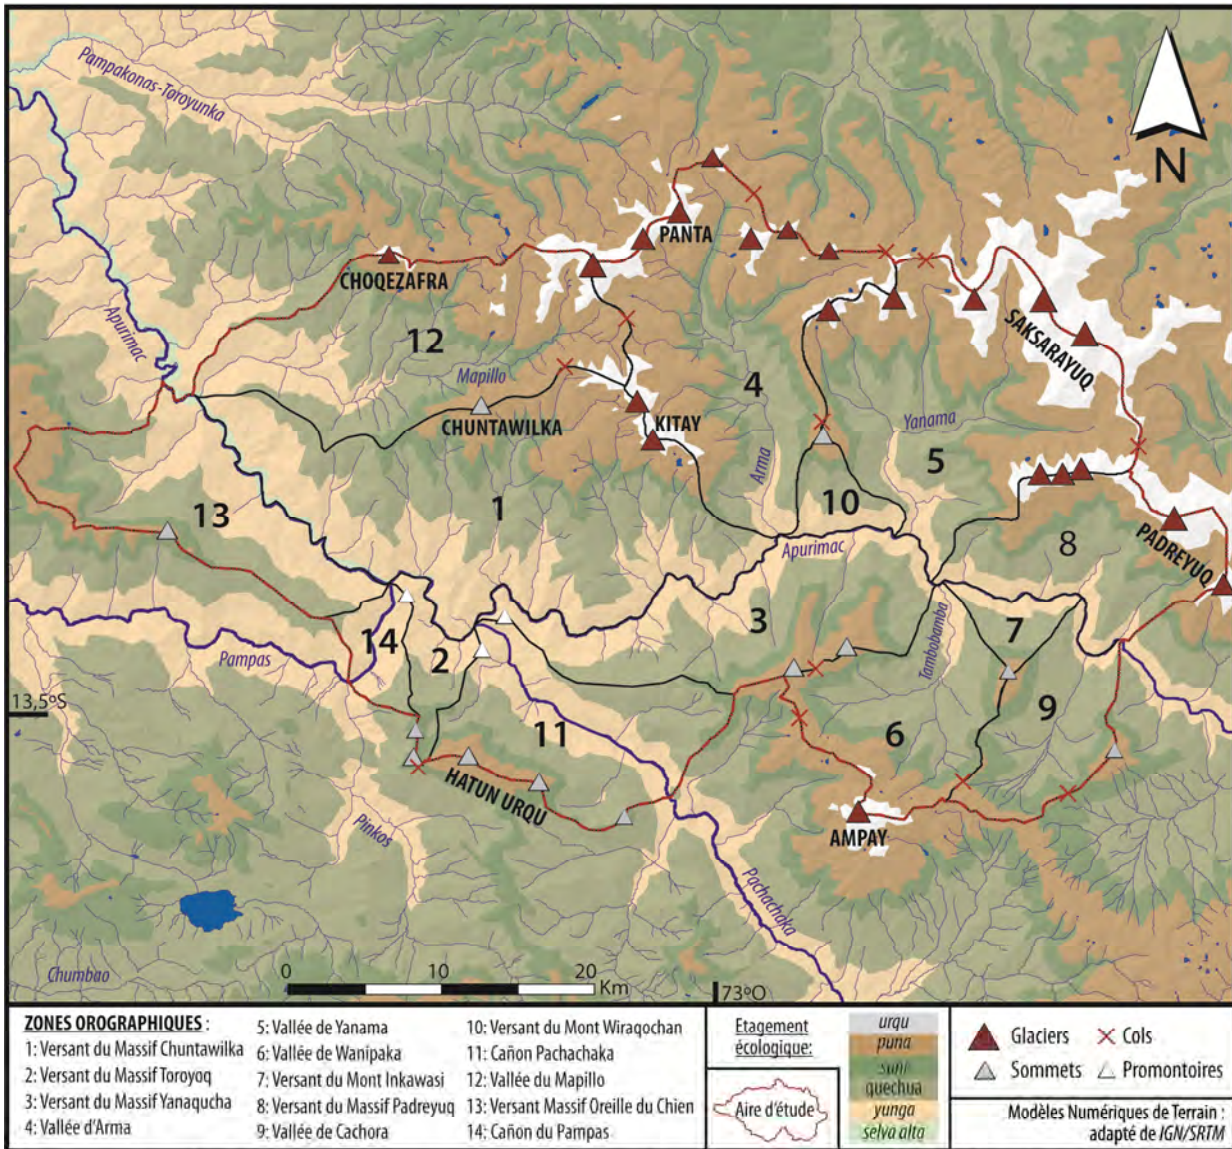 Pampakonas-Toroyunka
N
PANTA
CHOQEZAFRA
Apurimac
12
SAKSARAYUQ
Mapillo
4
CHUNTAWILKA
KITAY
Yanama
Arma
5
1
10
13
Apurimac
8
PADREYUQ
3
7
14
Tambobamba
2
Pampas
13,5ºS
11
6
9
HATUN URQU
Pinkos
AMPAY
Pachachaka
Chumbao
0 10 20
Km
73ºO
ZONES OROGRAPHIQUES :
1: Versant du Massif Chuntawilka
2: Versant du Massif Toroyoq
3: Versant du Massif Yanaqucha
4: Vallée d'Arma
5: Vallée de Yanama
6: Vallée de Wanipaka
7: Versant du Mont Inkawasi
8: Versant du Massif Padreyuq
9: Vallée de Cachora
10: Versant du Mont Wiraqochan
11: Cañon Pachachaka
12: Vallée du Mapillo
13: Versant Massif Oreille du Chien
14: Cañon du Pampas
Etagement
écologique:
urqu
puna
suni
quechua
yunga
selva alta
Aire d'étude
Glaciers
Cols
Sommets
Promontoires
Modèles Numériques de Terrain :
adapté de IGN/SRTM